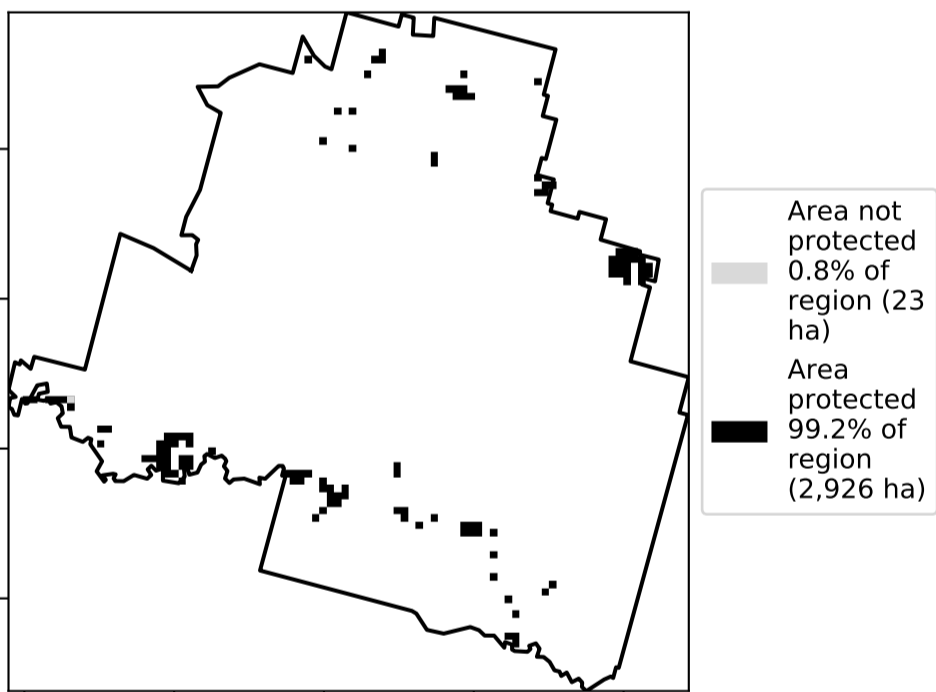 Area not
protected
0.8% of
region (23
ha)
Area
protected
99.2% of
region
(2,926 ha)